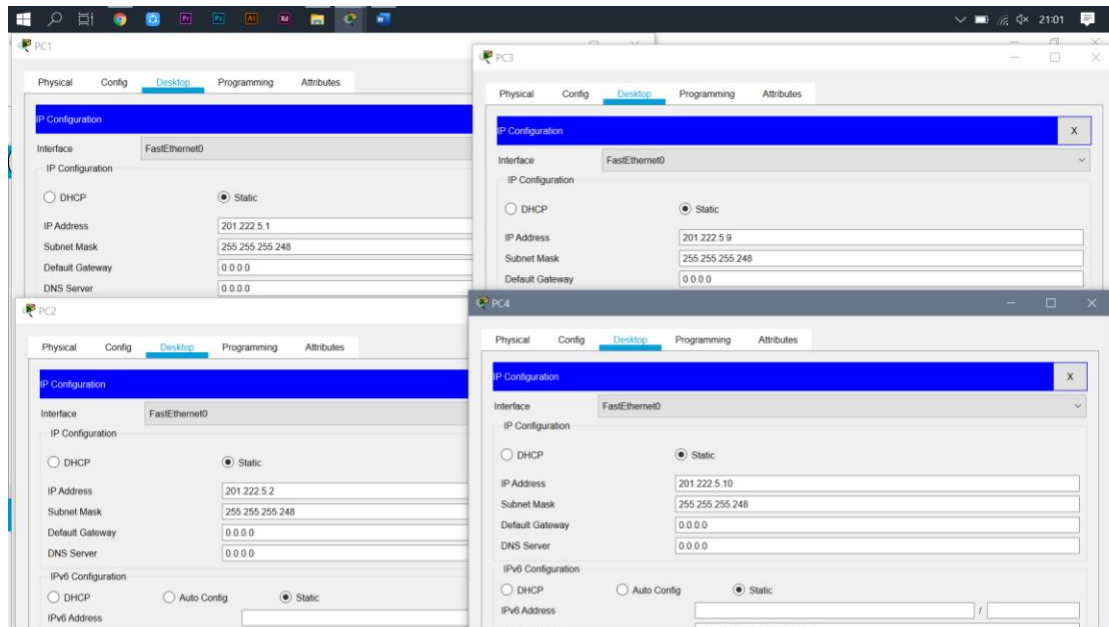 Pr Ps Ai Xd 21:01
PC1
Physical Config Desktop Programming Attributes
IP Configuration
Interface FastEthernet0
IP Configuration
DHCP Static
IP Address 201.222.5.1
Subnet Mask 255.255.255.248
Default Gateway 0.0.0.0
DNS Server 0.0.0.0
PC3
Physical Config Desktop Programming Attributes
IP Configuration X
Interface FastEthernet0
IP Configuration
DHCP Static
IP Address 201.222.5.9
Subnet Mask 255.255.255.248
Default Gateway 0.0.0.0
PC2
Physical Config Desktop Programming Attributes
IP Configuration
Interface FastEthernet0
IP Configuration
DHCP Static
IP Address 201.222.5.2
Subnet Mask 255.255.255.248
Default Gateway 0.0.0.0
DNS Server 0.0.0.0
IPv6 Configuration
DHCP Auto Config Static
IPv6 Address
PC4
Physical Config Desktop Programming Attributes
IP Configuration X
Interface FastEthernet0
IP Configuration
DHCP Static
IP Address 201.222.5.10
Subnet Mask 255.255.255.248
Default Gateway 0.0.0.0
DNS Server 0.0.0.0
IPv6 Configuration
DHCP Auto Config Static
IPv6 Address /